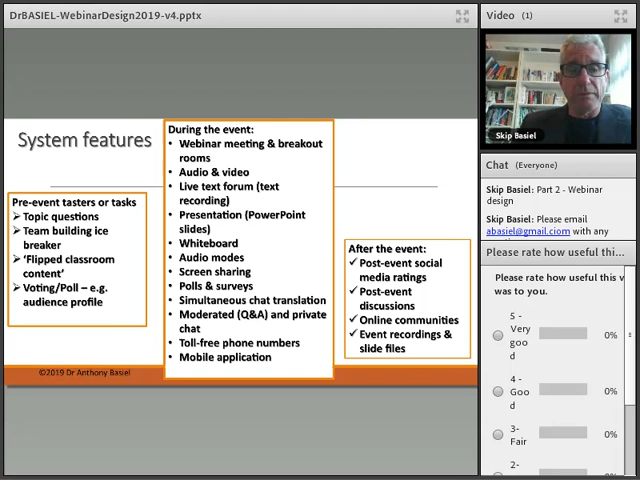 DrBASIEL-WebinarDesign2019-v4.pptx
System features
Pre-event tasters or tasks
Topic questions
Team building ice
breaker
‘Flipped classroom
content’
Voting/Poll – e.g.
audience profile
During the event:
Webinar meeting & breakout
rooms
Audio & video
Live text forum (text
recording)
Presentation (PowerPoint
slides)
Whiteboard
Audio modes
Screen sharing
Polls & surveys
Simultaneous chat translation
Moderated (Q&A) and private
chat
Toll-free phone numbers
Mobile application
After the event:
Post-event social
media ratings
Post-event
discussions
Online communities
Event recordings &
slide files
©2019 Dr Anthony Basiel
Video (1)
Skip Basiel
Chat (Everyone)
Skip Basiel: Part 2 - Webinar
design
Skip Basiel: Please email
abasiel@gmail.ciom with any
Please rate how useful thi...
Please rate how useful this v
was to you.
5 -
Very
goo
d
0%
4 -
Goo
d
0%
3-
Fair
0%
2-